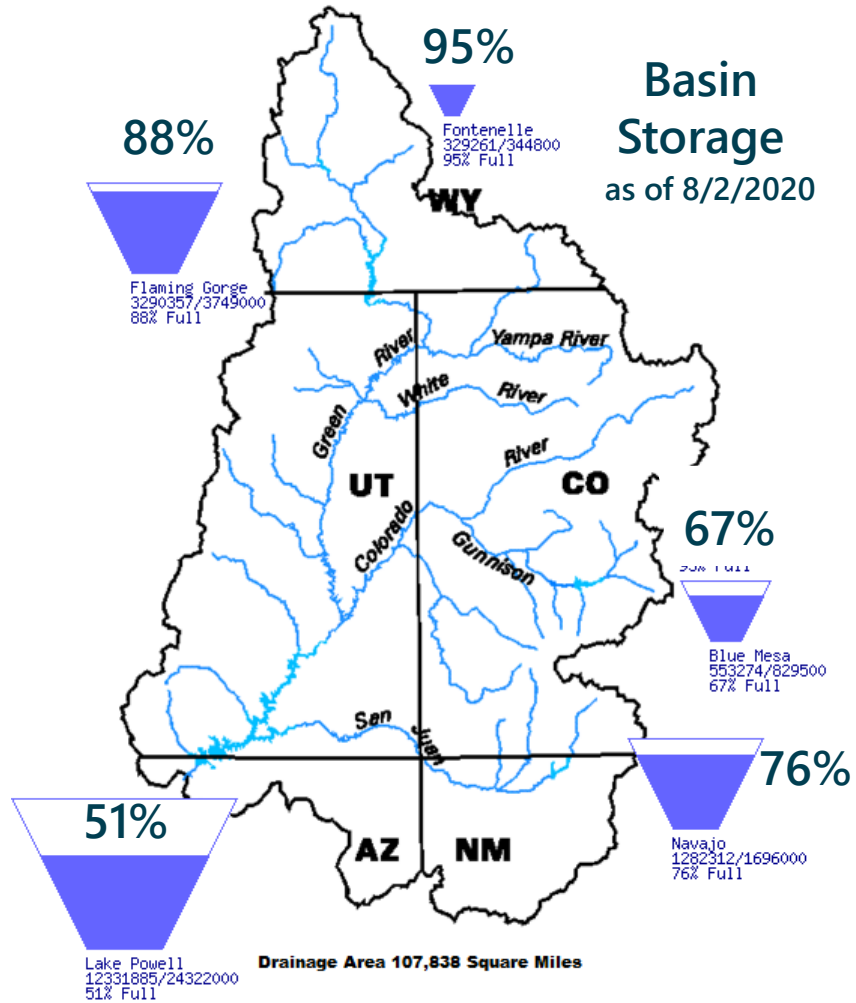 95%
Basin
Storage
as of 8/2/2020
Fontenelle
329261/344800
95% Full
88%
WY
Flaming Gorge
3290357/3749000
88% Full
River
Yampa River
White
River
Green
River
UT
CO
Colorado
Gunnison
67%
Blue Mesa
553274/829500
67% Full
San
Juan
76%
Navajo
1282312/1696000
76% Full
51%
AZ
NM
Lake Powell
12331885/24322000
51% Full
Drainage Area 107,838 Square Miles